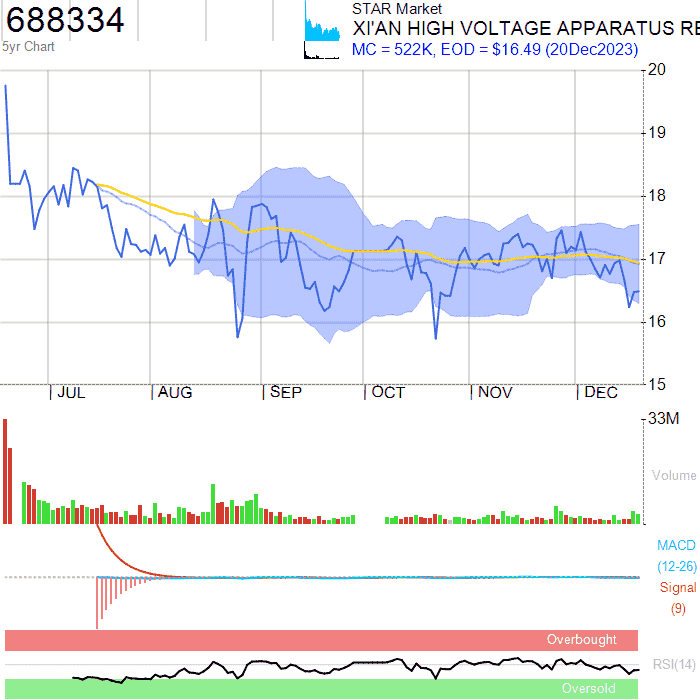 688334
STAR Market
XI'AN HIGH VOLTAGE APPARATUS RE
5yr Chart
MC = 522K, EOD = $16.49 (20Dec2023)
20
19
18
17
16
15
JUL AUG SEP OCT NOV DEC
33M
Volume
MACD
(12-26)
Signal
(9)
Overbought
RSI(14)
Oversold